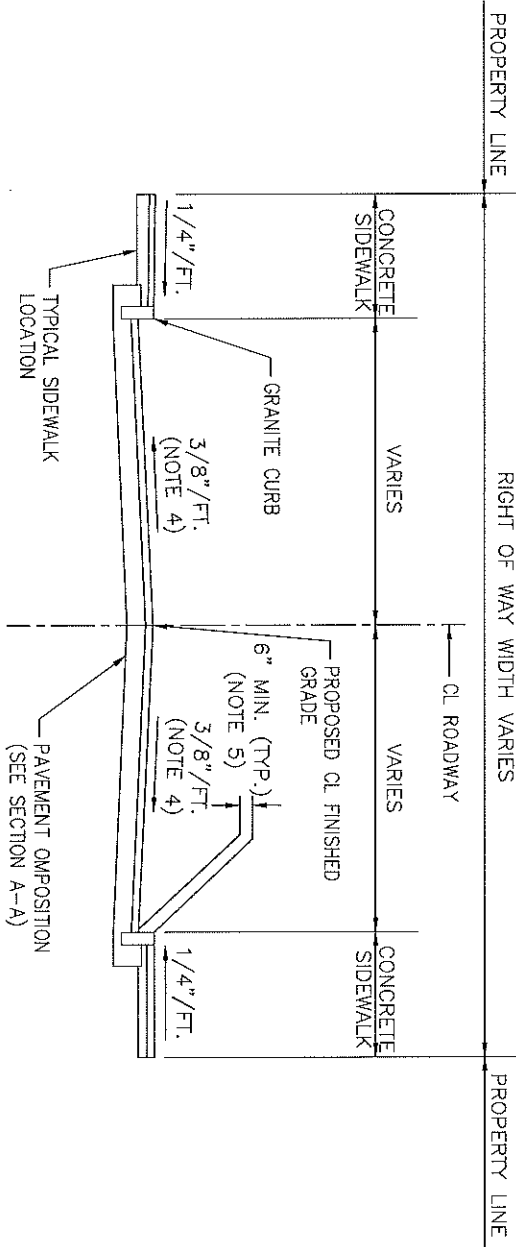 PROPERTY LINE
RIGHT OF WAY WIDTH VARIES
PROPERTY LINE
CL ROADWAY
CONCRETE
SIDEWALK
VARIES
VARIES
CONCRETE
SIDEWALK
GRANITE CURB
PROPOSED CL FINISHED
GRADE
6" MIN. (TYP.)
(NOTE 5)
1/4"/FT.
3/8"/FT.
(NOTE 4)
3/8"/FT.
(NOTE 4)
1/4"/FT.
TYPICAL SIDEWALK
LOCATION
PAVEMENT OMPOSITION
(SEE SECTION A-A)